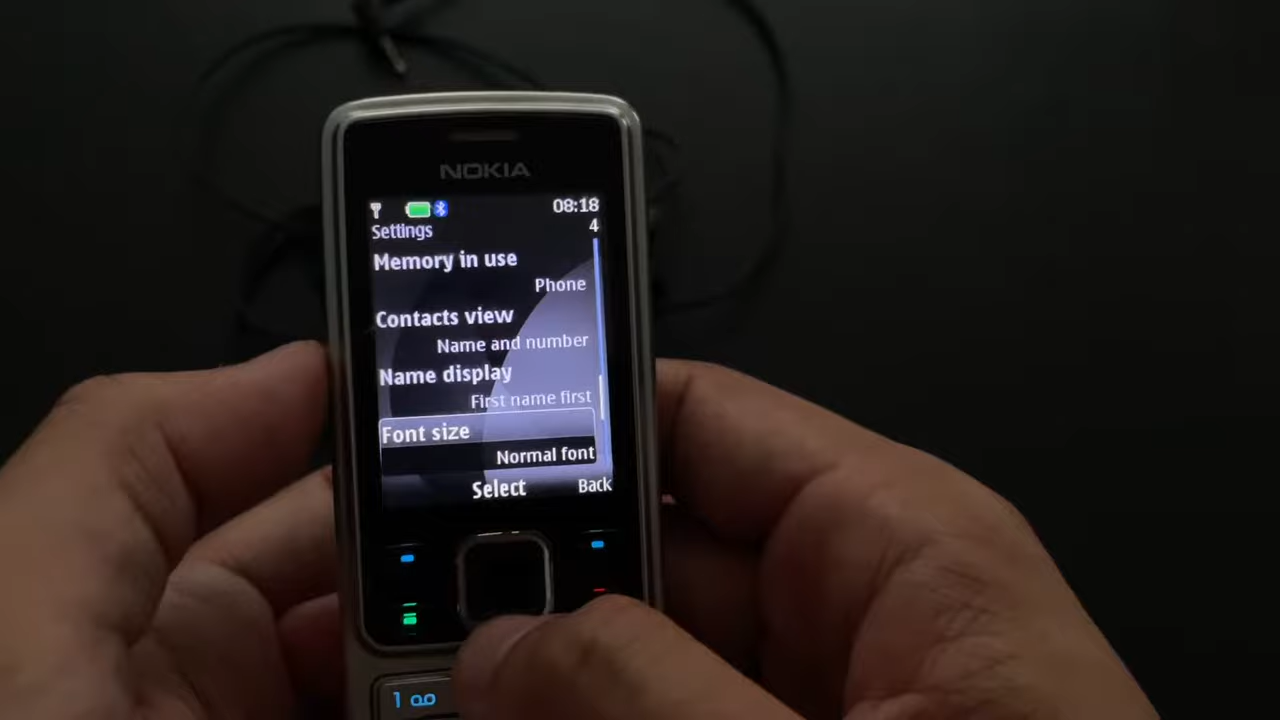 NOKIA
08:18
Settings 4
Memory in use
Phone
Contacts view
Name and number
Name display
First name first
Font size
Normal font
Select Back
1